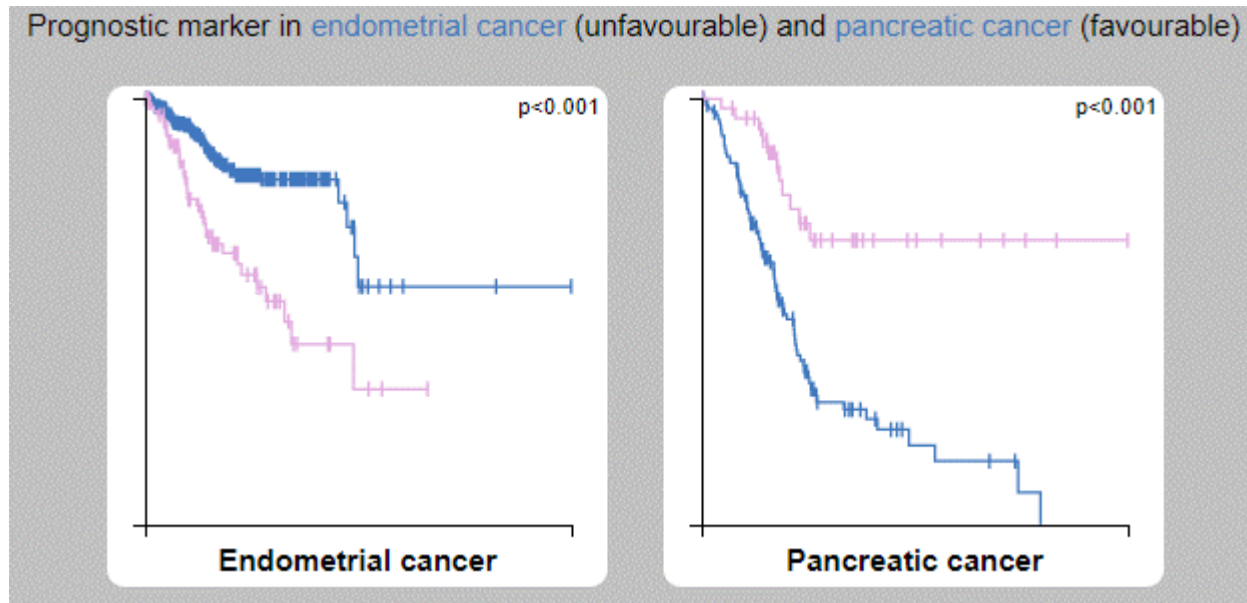 Prognostic marker in endometrial cancer (unfavourable) and pancreatic cancer (favourable)
p<0.001
p<0.001
Endometrial cancer
Pancreatic cancer